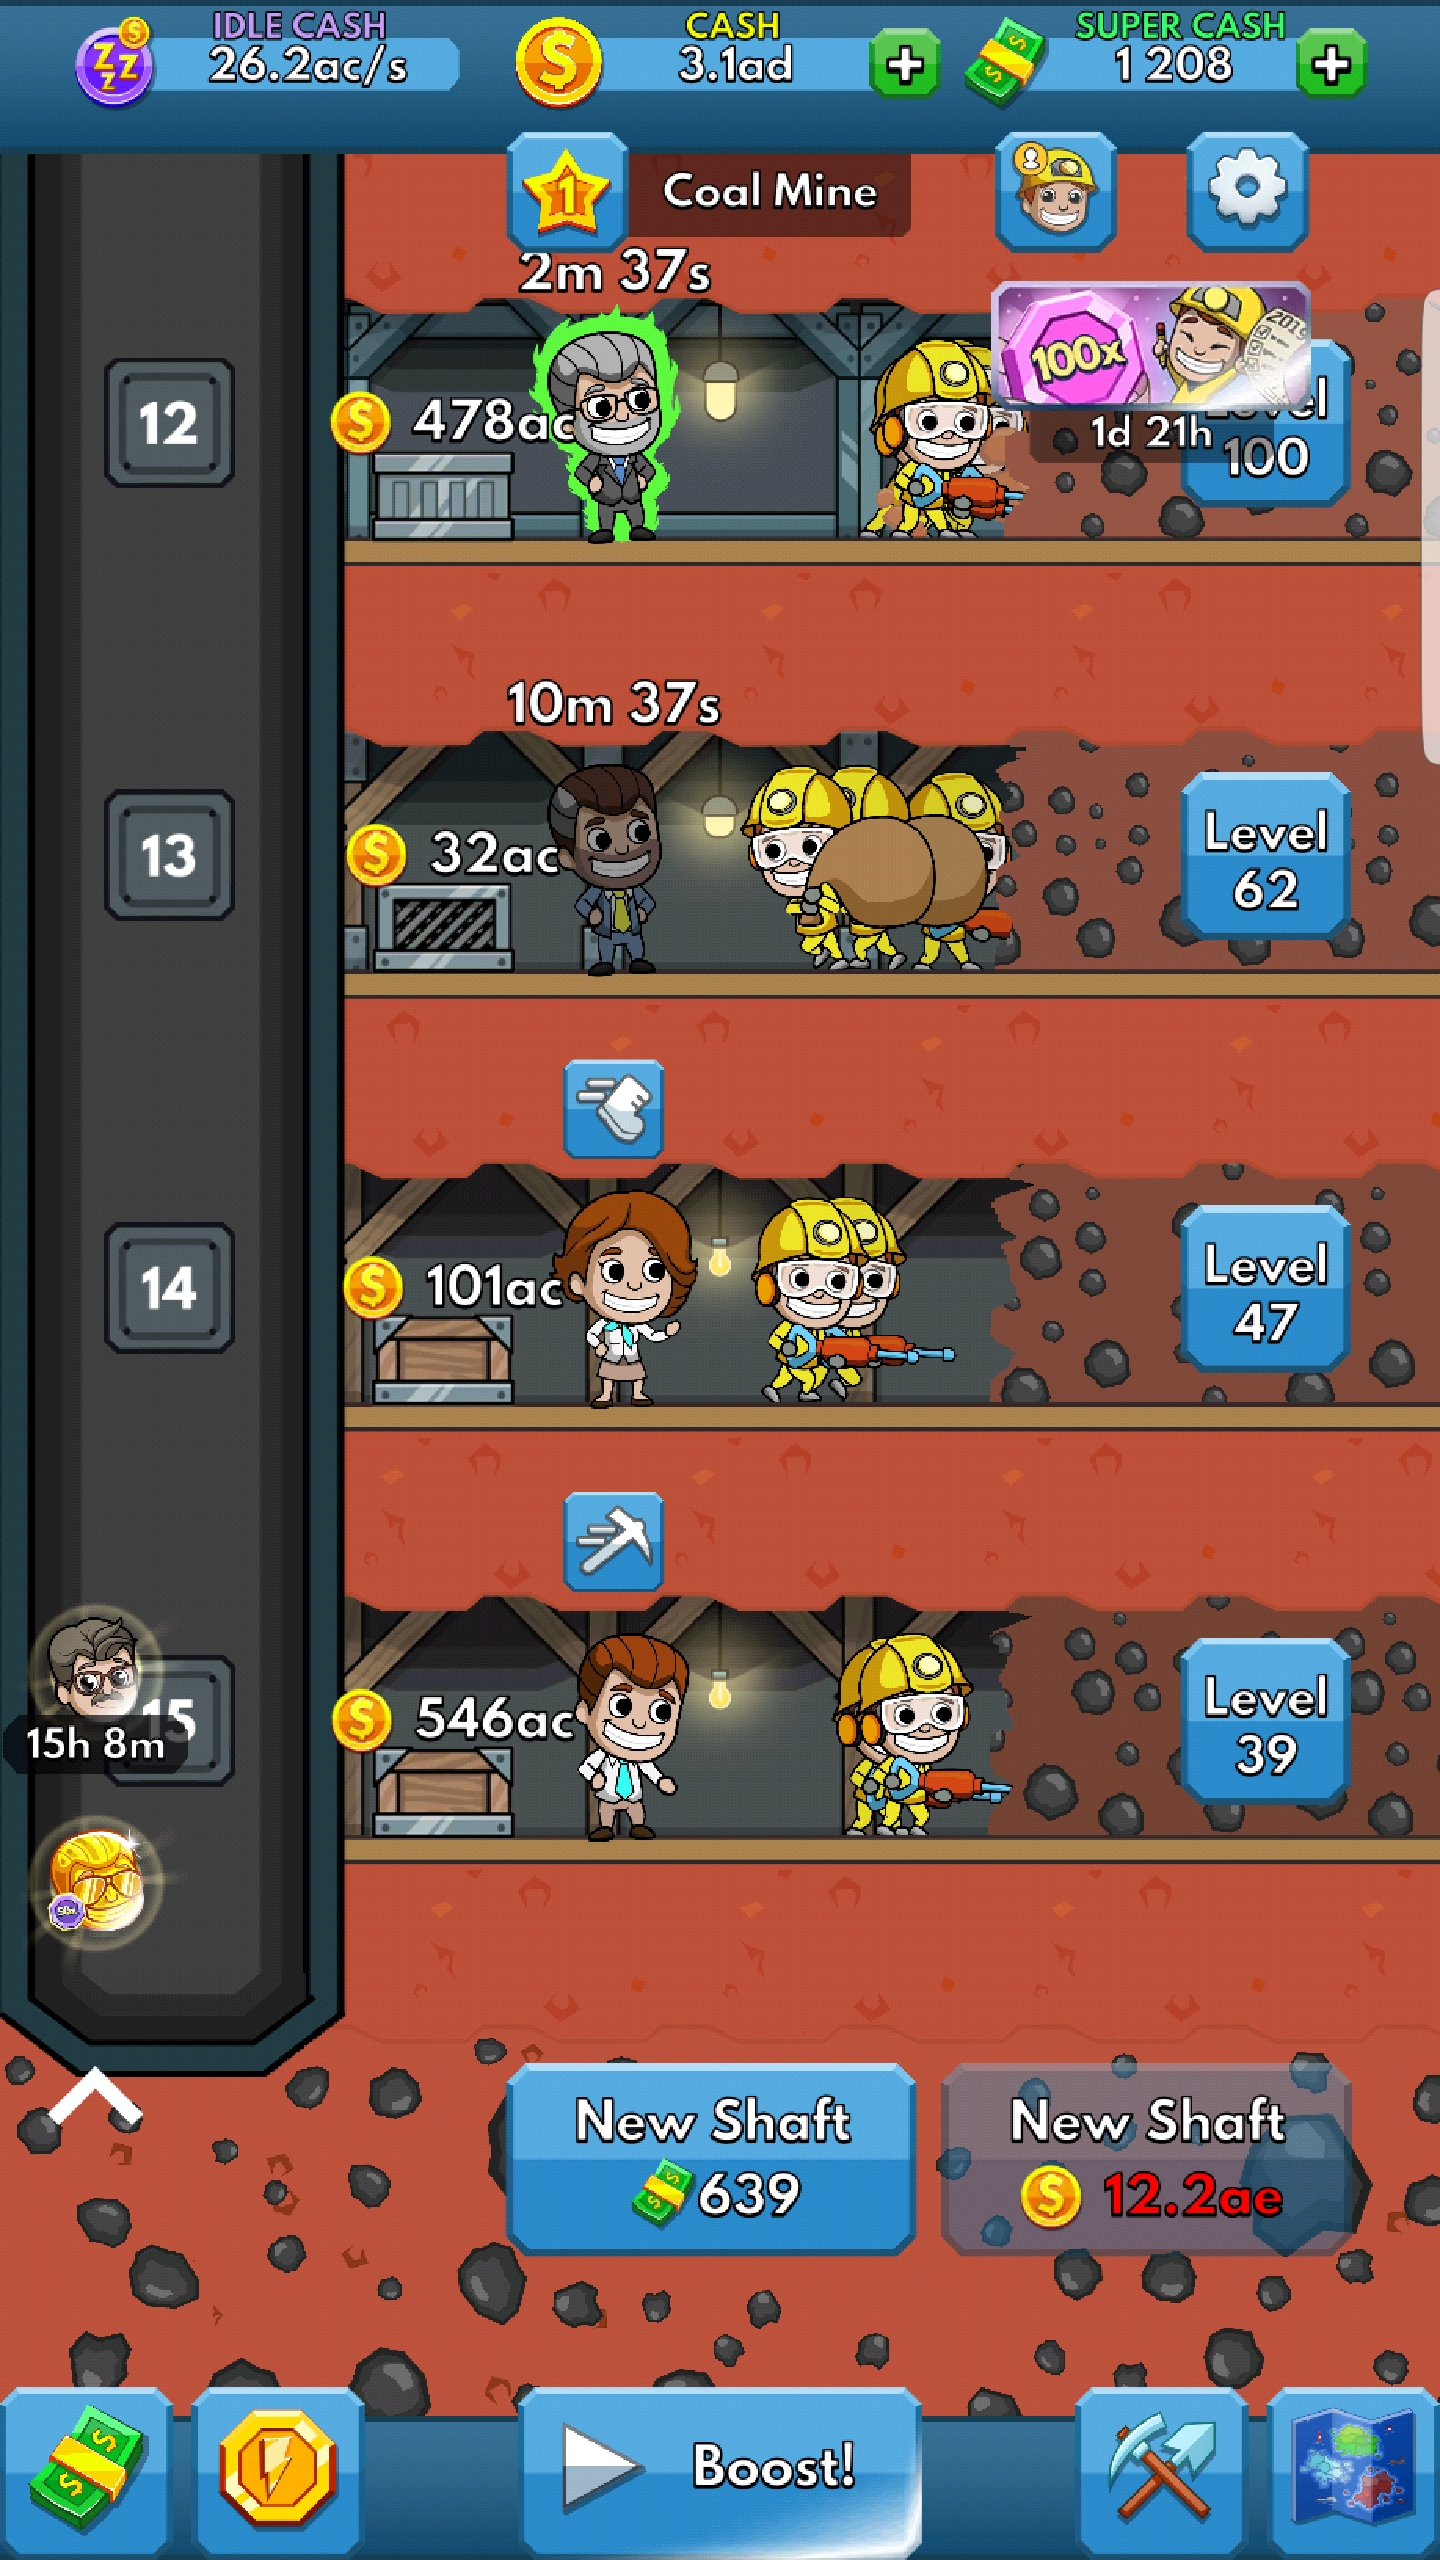 IDLE CASH
26.2ac/s
CASH
3.1ad
SUPER CASH
1 208
1
Coal Mine
2m 37s
100x
1d 21h
12
478ac
100
10m 37s
13
32ac
Level
62
14
101ac
Level
47
15
546ac
Level
39
15h 8m
New Shaft
639
New Shaft
12.2ae
Boost!